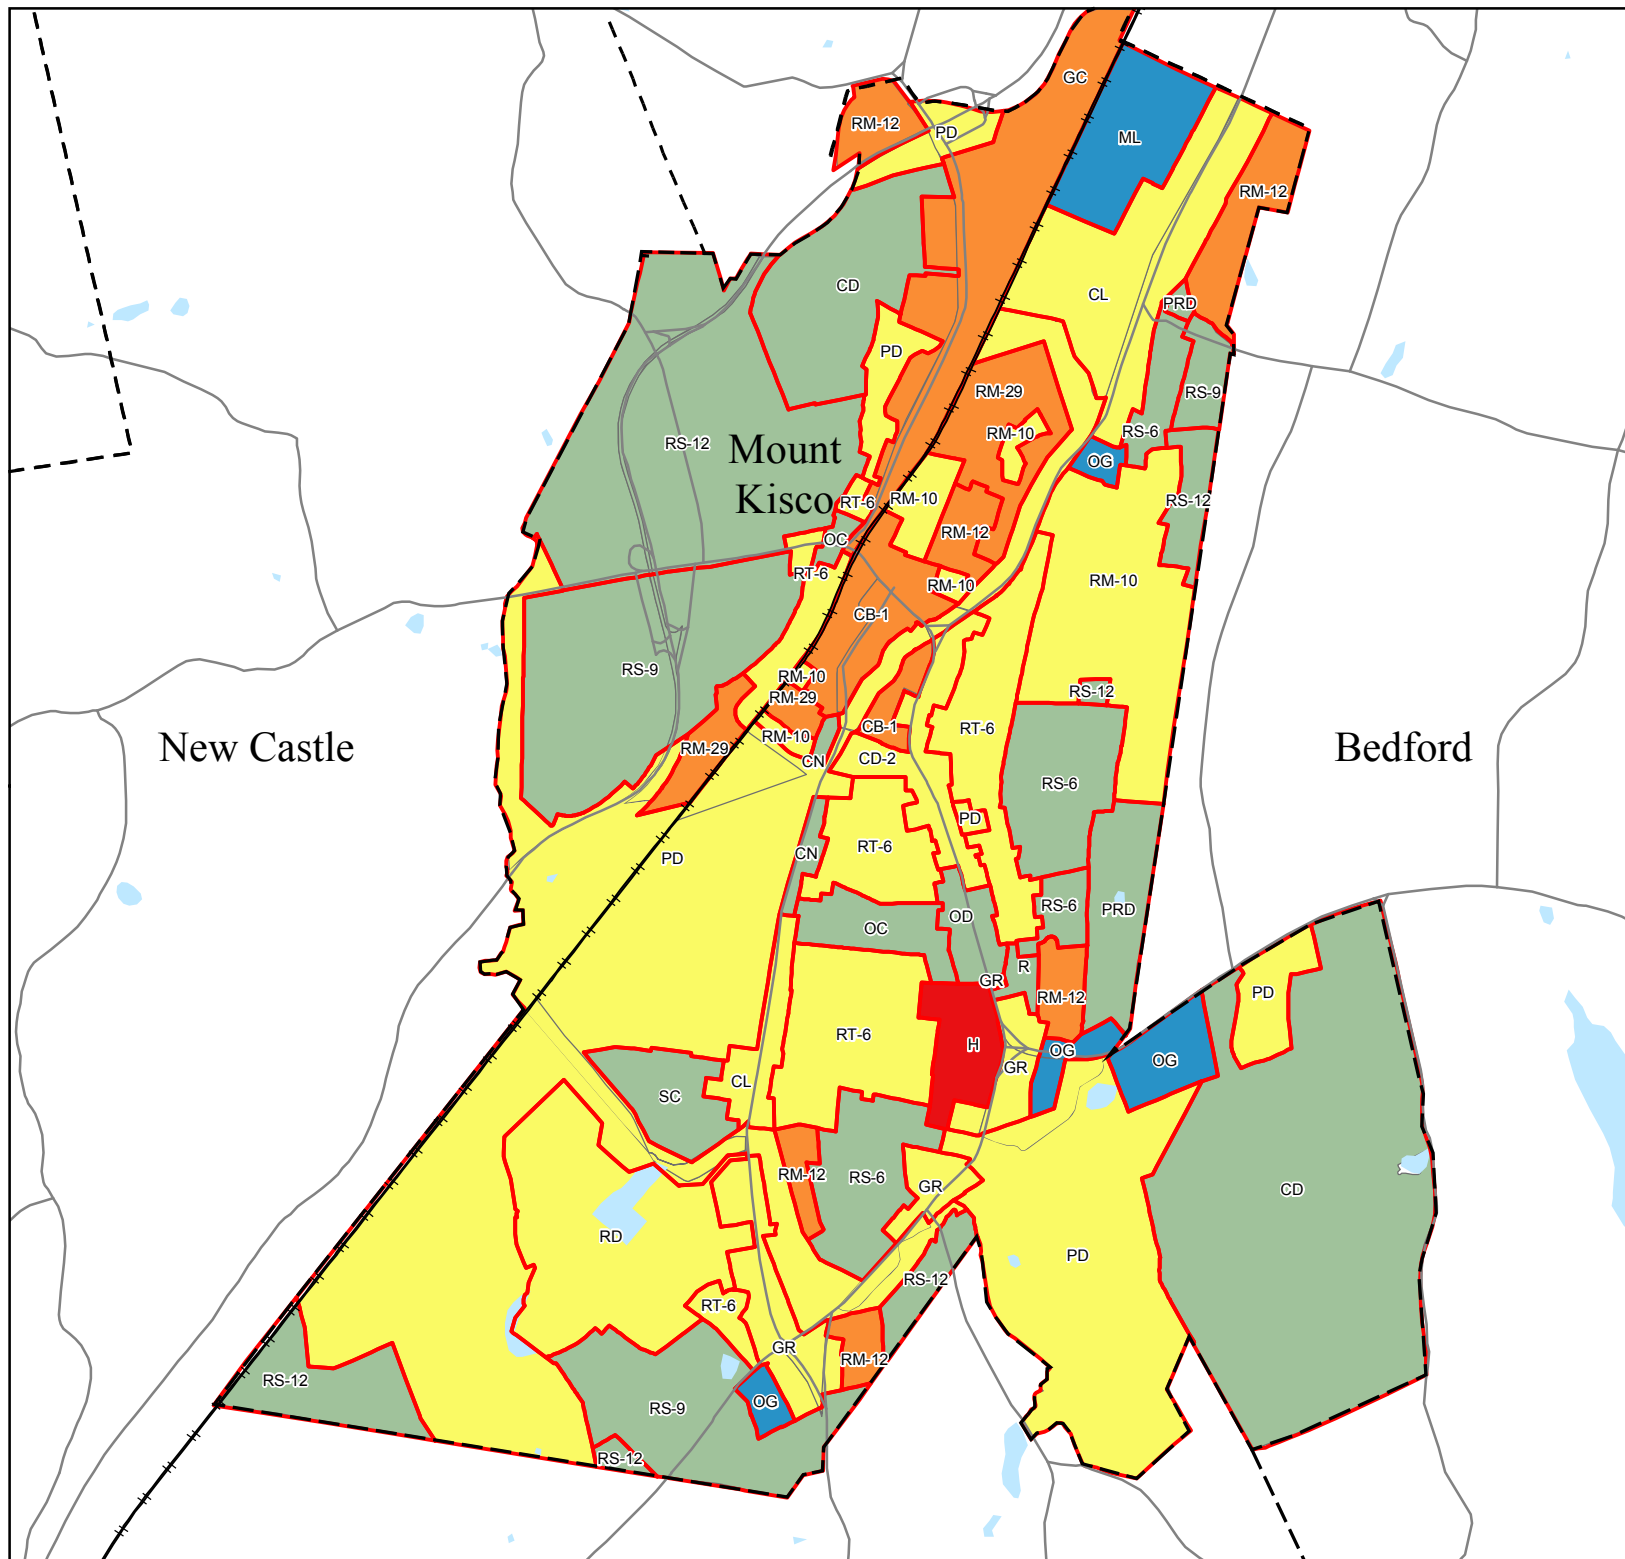 GC
RM-12
PD
ML
RM-12
CD
CL
PRD
PD
RM-29
RS-9
RM-10
RS-6
RS-12
Mount
Kisco
OG
RT-6
RM-10
RS-12
RM-12
OC
RT-6
RM-10
RM-10
CB-1
RS-9
RM-10
RM-29
RS-12
CB-1
RT-6
RM-10
RM-29
New Castle
Bedford
CN
CD-2
RS-6
PD
RT-6
CN
PD
RS-6
PRD
OD
OC
R
GR
PD
RM-12
RT-6
H
OG
OG
GR
CL
SC
RM-12
RS-6
GR
CD
RD
PD
RS-12
RT-6
GR
RM-12
RS-12
OG
RS-9
RS-12